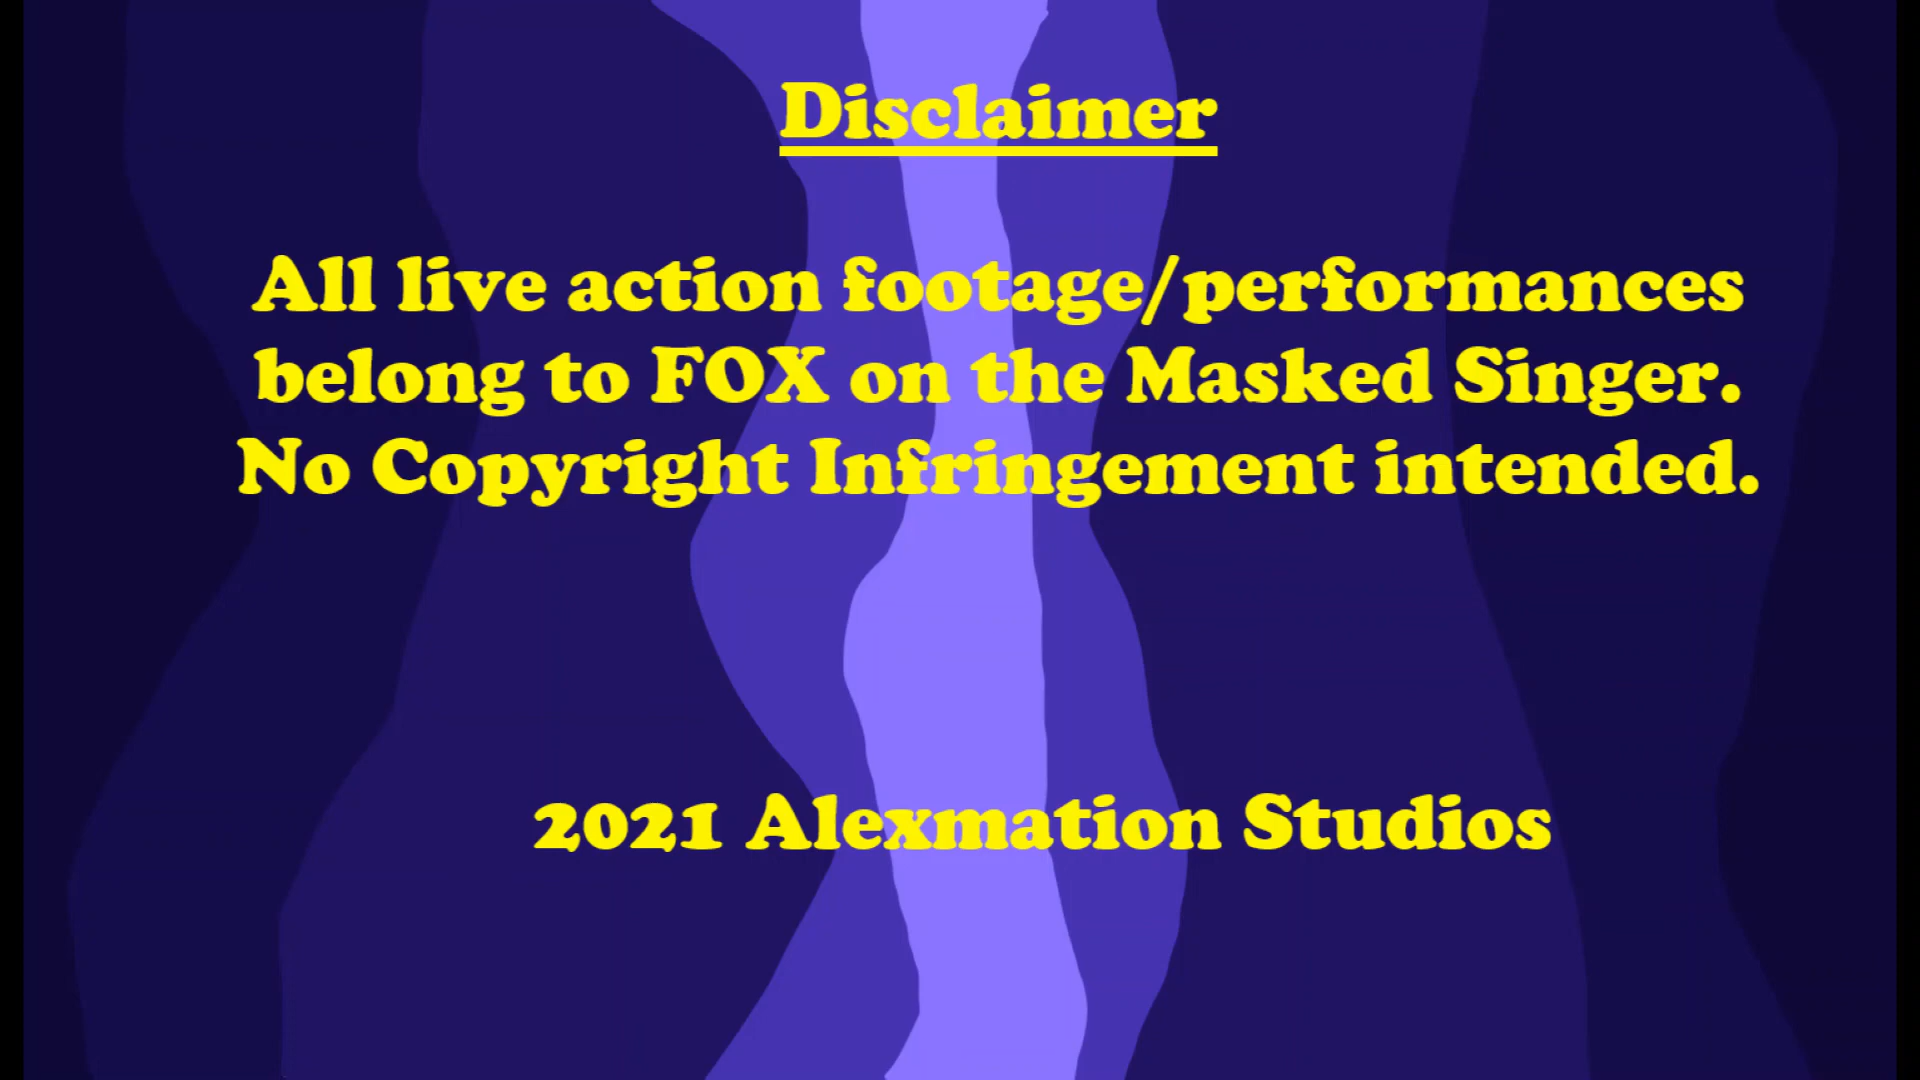 Disclaimer
All live action footage/performances
belong to FOX on the Masked Singer.
No Copyright Infringement intended.
2021 Alexmation Studios